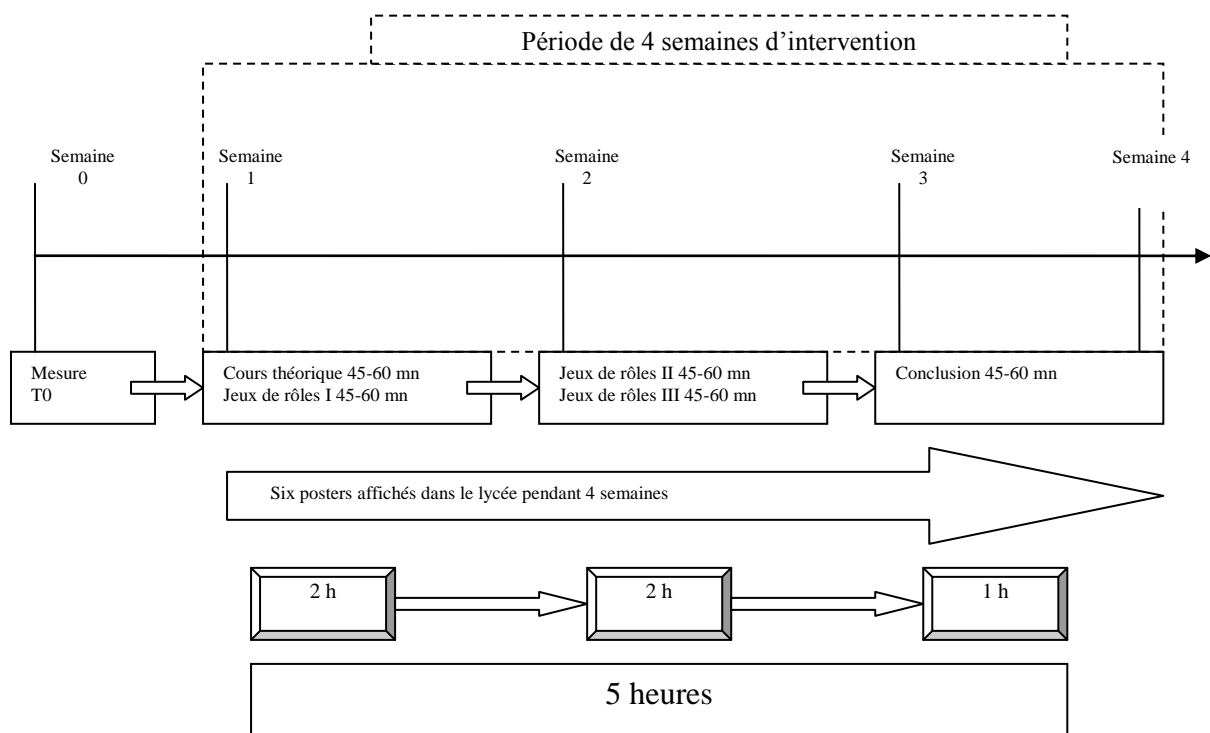 Période de 4 semaines d’intervention
Semaine
0
Semaine
1
Semaine
2
Semaine
3
Semaine 4
Mesure
T0
Cours théorique 45-60 mn
Jeux de rôles I 45-60 mn
Jeux de rôles II 45-60 mn
Jeux de rôles III 45-60 mn
Conclusion 45-60 mn
Six posters affichés dans le lycée pendant 4 semaines
2 h
2 h
1 h
5 heures